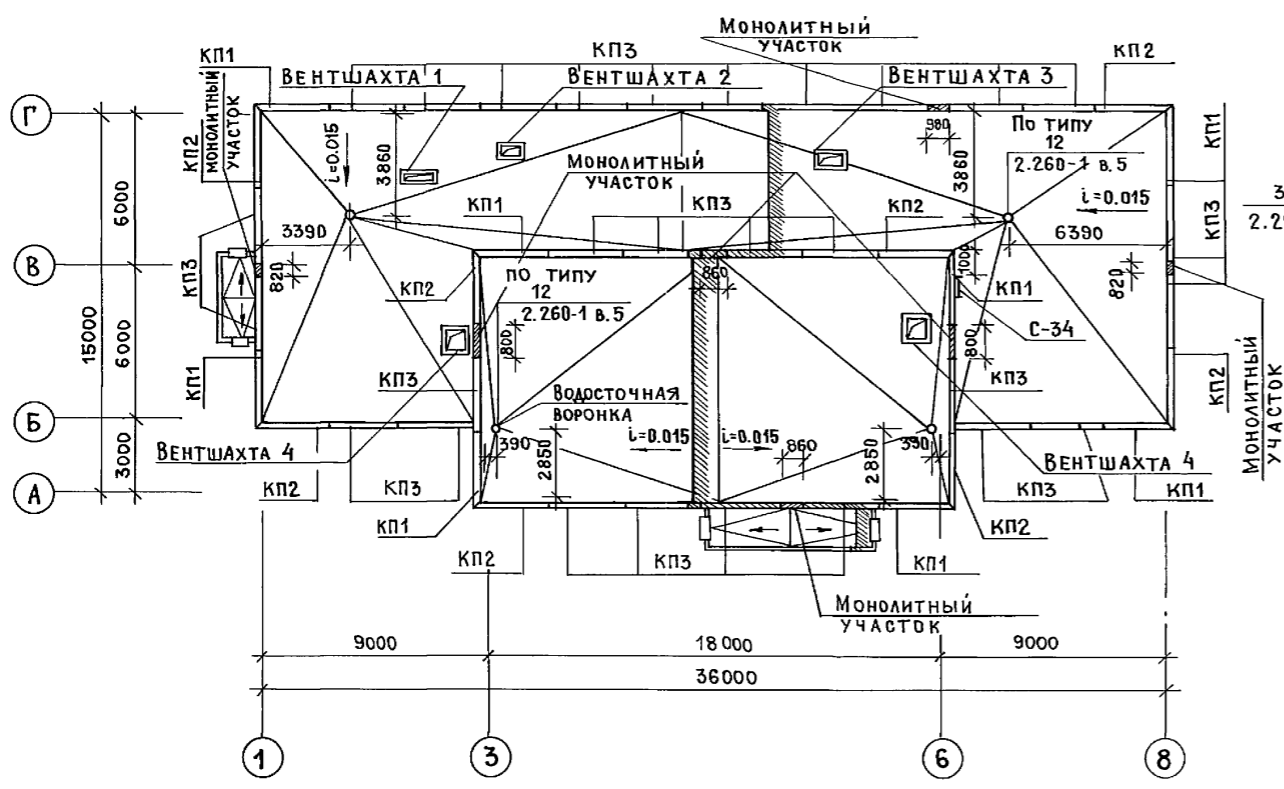 Монолитный
участок
КП1
КП3
КП2
Вентшахта 1
Вентшахта 2
Вентшахта 3
Г
КП2
монолитный
участок
i=0.015
3860
980
По типу
12
2.260-1 в.5
3860
i=0.015
КП1
6000
Монолитный
участок
КП1
КП3
КП2
КП3
3
2.2
3390
6390
В
КП3
820
КП2
по типу
12
2.260-1 в.5
860
1000
КП1
С-34
820
15000
6000
800
800
КП1
КП3
КП3
КП2
Монолитный
участок
Б
Водосточная
воронка
3000
Вентшахта 4
390
2850
i=0.015
i=0.015
860
2850
390
Вентшахта 4
А
КП2
КП3
КП1
КП3
КП1
КП2
КП2
КП3
КП1
Монолитный
участок
9000
18000
9000
36000
1
3
6
8